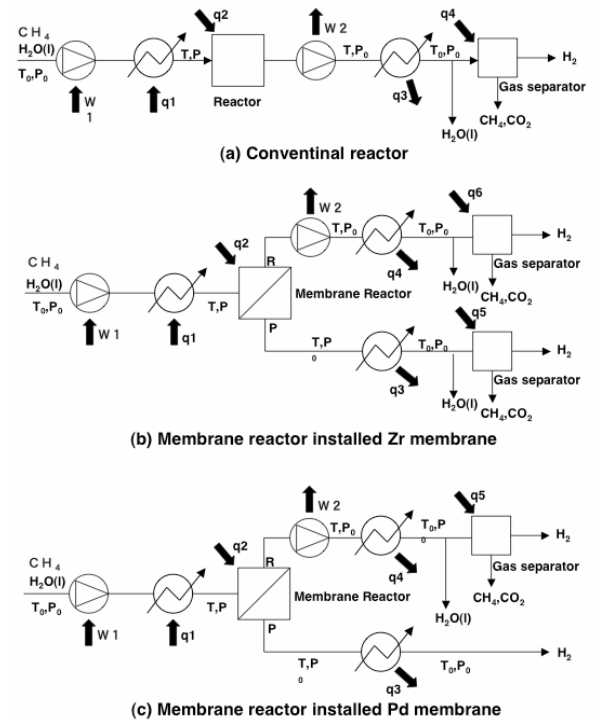 q2 W 2 q4
CH4
H2O(l) T,P T,P0 T0,P0 H2
T0,P0
Reactor q3 Gas separator
W
1 q1 CH4,CO2
H2O(l)
(a) Conventinal reactor
W 2 q6
q2 T,P0 T0,P0 H2
CH4 R q4 Gas separator
H2O(l) H2O(l)
T0,P0 T,P Membrane Reactor CH4,CO2
W 1 q1 P q5
T,P
0 T0,P0 H2
q3 Gas separator
H2O(l)
CH4,CO2
(b) Membrane reactor installed Zr membrane
W 2 q5
T,P0 T0,P
0 H2
q2 Gas separator
CH4 R q4
H2O(l) CH4,CO2
T0,P0 T,P Membrane Reactor
H2O(l)
W 1 q1 P
T,P
0 T0,P0 H2
q3
(c) Membrane reactor installed Pd membrane